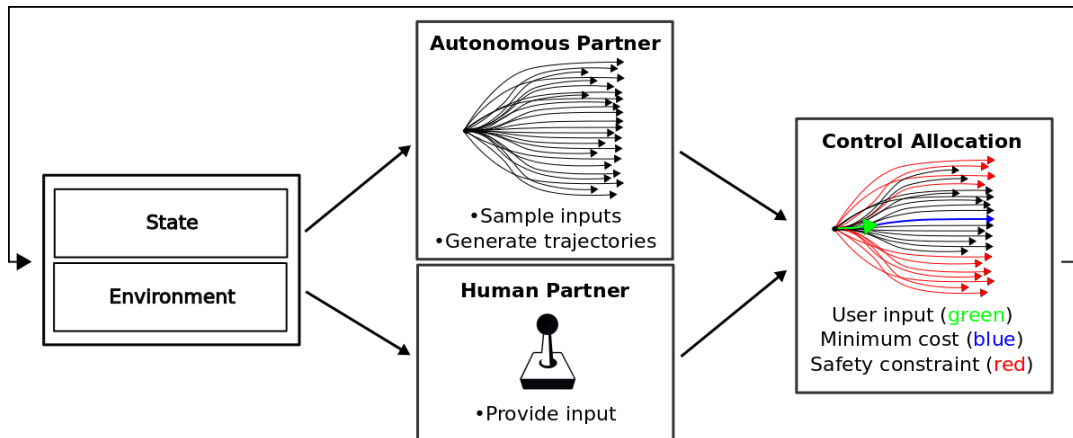 State
Environment
Autonomous Partner
•Sample inputs
•Generate trajectories
Human Partner
•Provide input
Control Allocation
User input (green)
Minimum cost (blue)
Safety constraint (red)